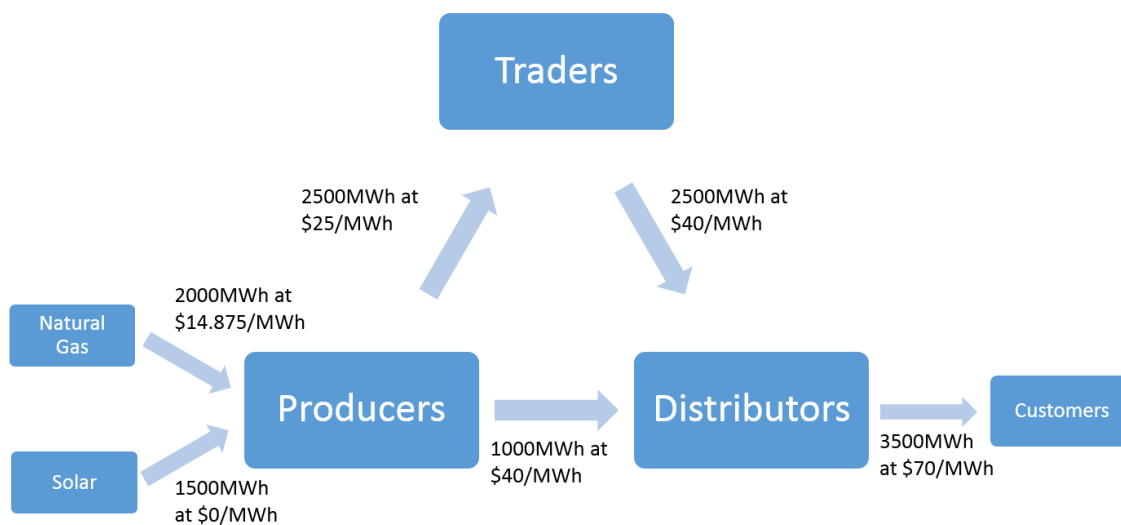 Traders
2500MWh at
$25/MWh
2500MWh at
$40/MWh
2000MWh at
$14.875/MWh
Natural
Gas
Producers
Distributors
Customers
1000MWh at
$40/MWh
3500MWh
at $70/MWh
Solar
1500MWh
at $0/MWh